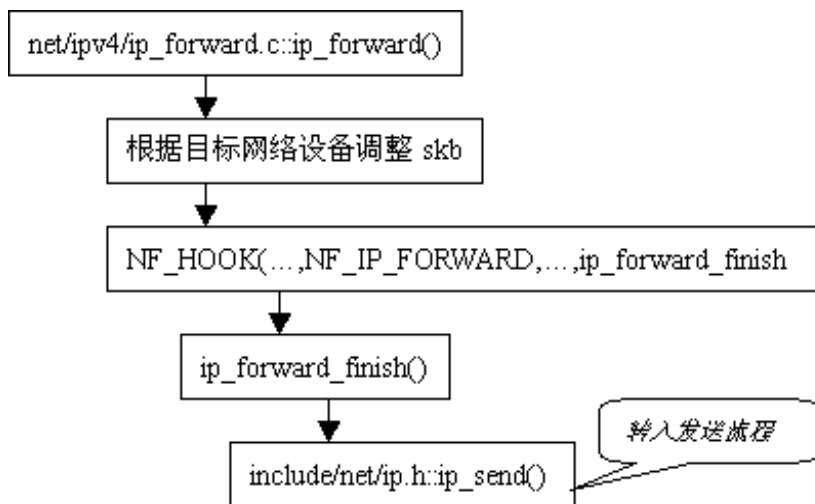 net/ipv4/ip_forward.c::ip_forward()
根据目标网络设备调整 skb
NF_HOOK(…,NF_IP_FORWARD,…,ip_forward_finish
ip_forward_finish()
转入发送流程
include/net/ip.h::ip_send()